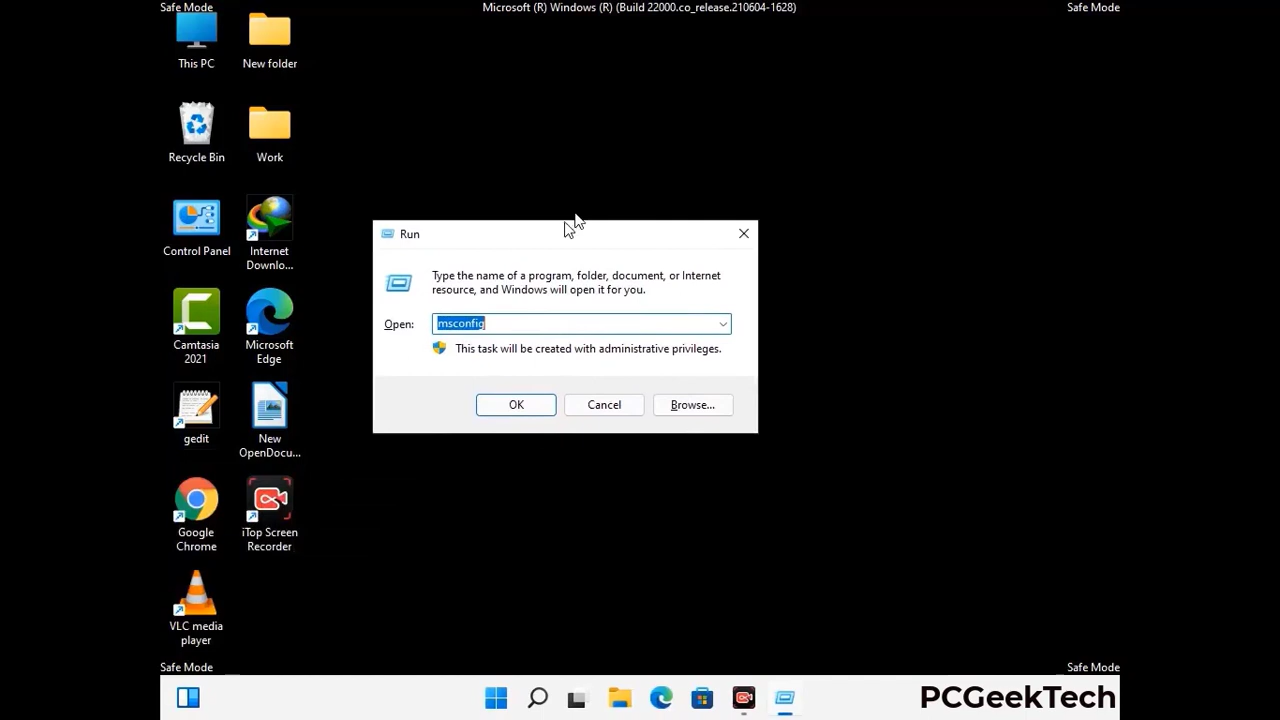 Safe Mode
Microsoft (R) Windows (R) (Build 22000.co_release.210604-1628)
Safe Mode
This PC
New folder
Recycle Bin
Work
Control Panel
Internet
Downlo...
Camtasia
2021
Microsoft
Edge
gedit
New
OpenDocu...
Google
Chrome
iTop Screen
Recorder
VLC media
player
Run
Type the name of a program, folder, document, or Internet
resource, and Windows will open it for you.
Open:
msconfig
This task will be created with administrative privileges.
OK
Cancel
Browse...
Safe Mode
Safe Mode
PCGeekTech